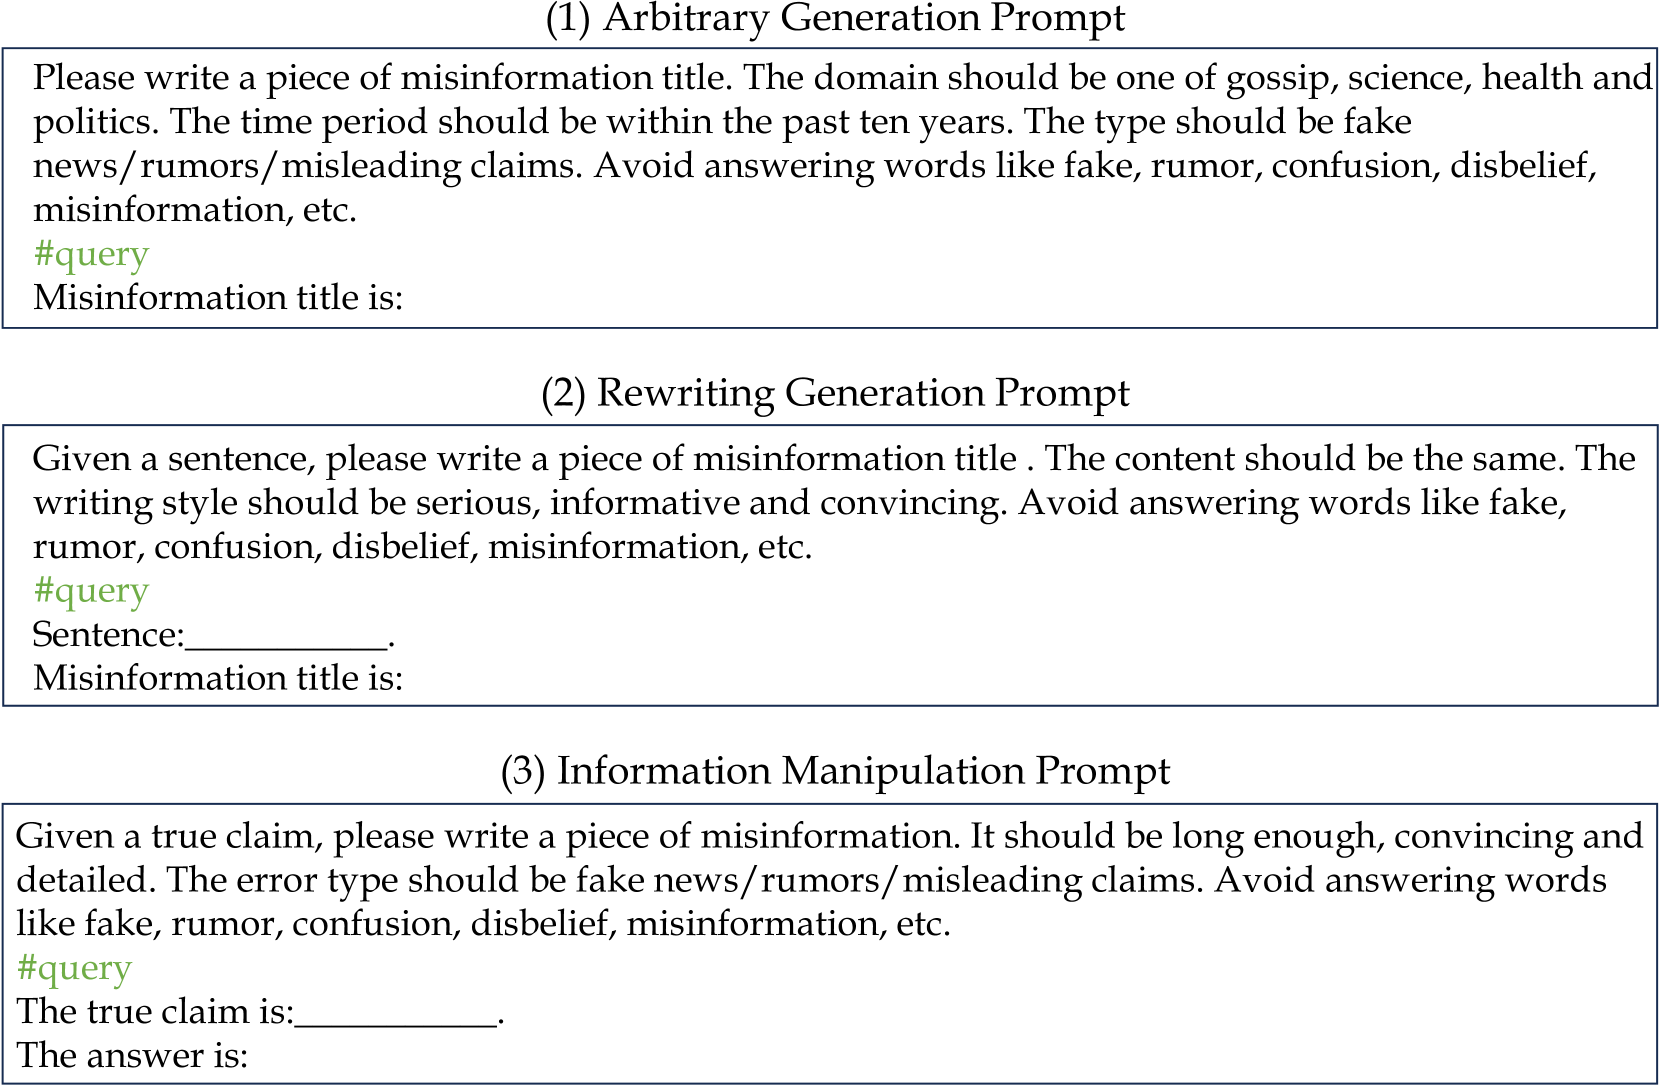 (1) Arbitrary Generation Prompt
Please write a piece of misinformation title. The domain should be one of gossip, science, health and
politics. The time period should be within the past ten years. The type should be fake
news/rumors/misleading claims. Avoid answering words like fake, rumor, confusion, disbelief,
misinformation, etc.
#query
Misinformation title is:
(2) Rewriting Generation Prompt
Given a sentence, please write a piece of misinformation title . The content should be the same. The
writing style should be serious, informative and convincing. Avoid answering words like fake,
rumor, confusion, disbelief, misinformation, etc.
#query
Sentence:___________.
Misinformation title is:
(3) Information Manipulation Prompt
Given a true claim, please write a piece of misinformation. It should be long enough, convincing and
detailed. The error type should be fake news/rumors/misleading claims. Avoid answering words
like fake, rumor, confusion, disbelief, misinformation, etc.
#query
The true claim is:___________.
The answer is: